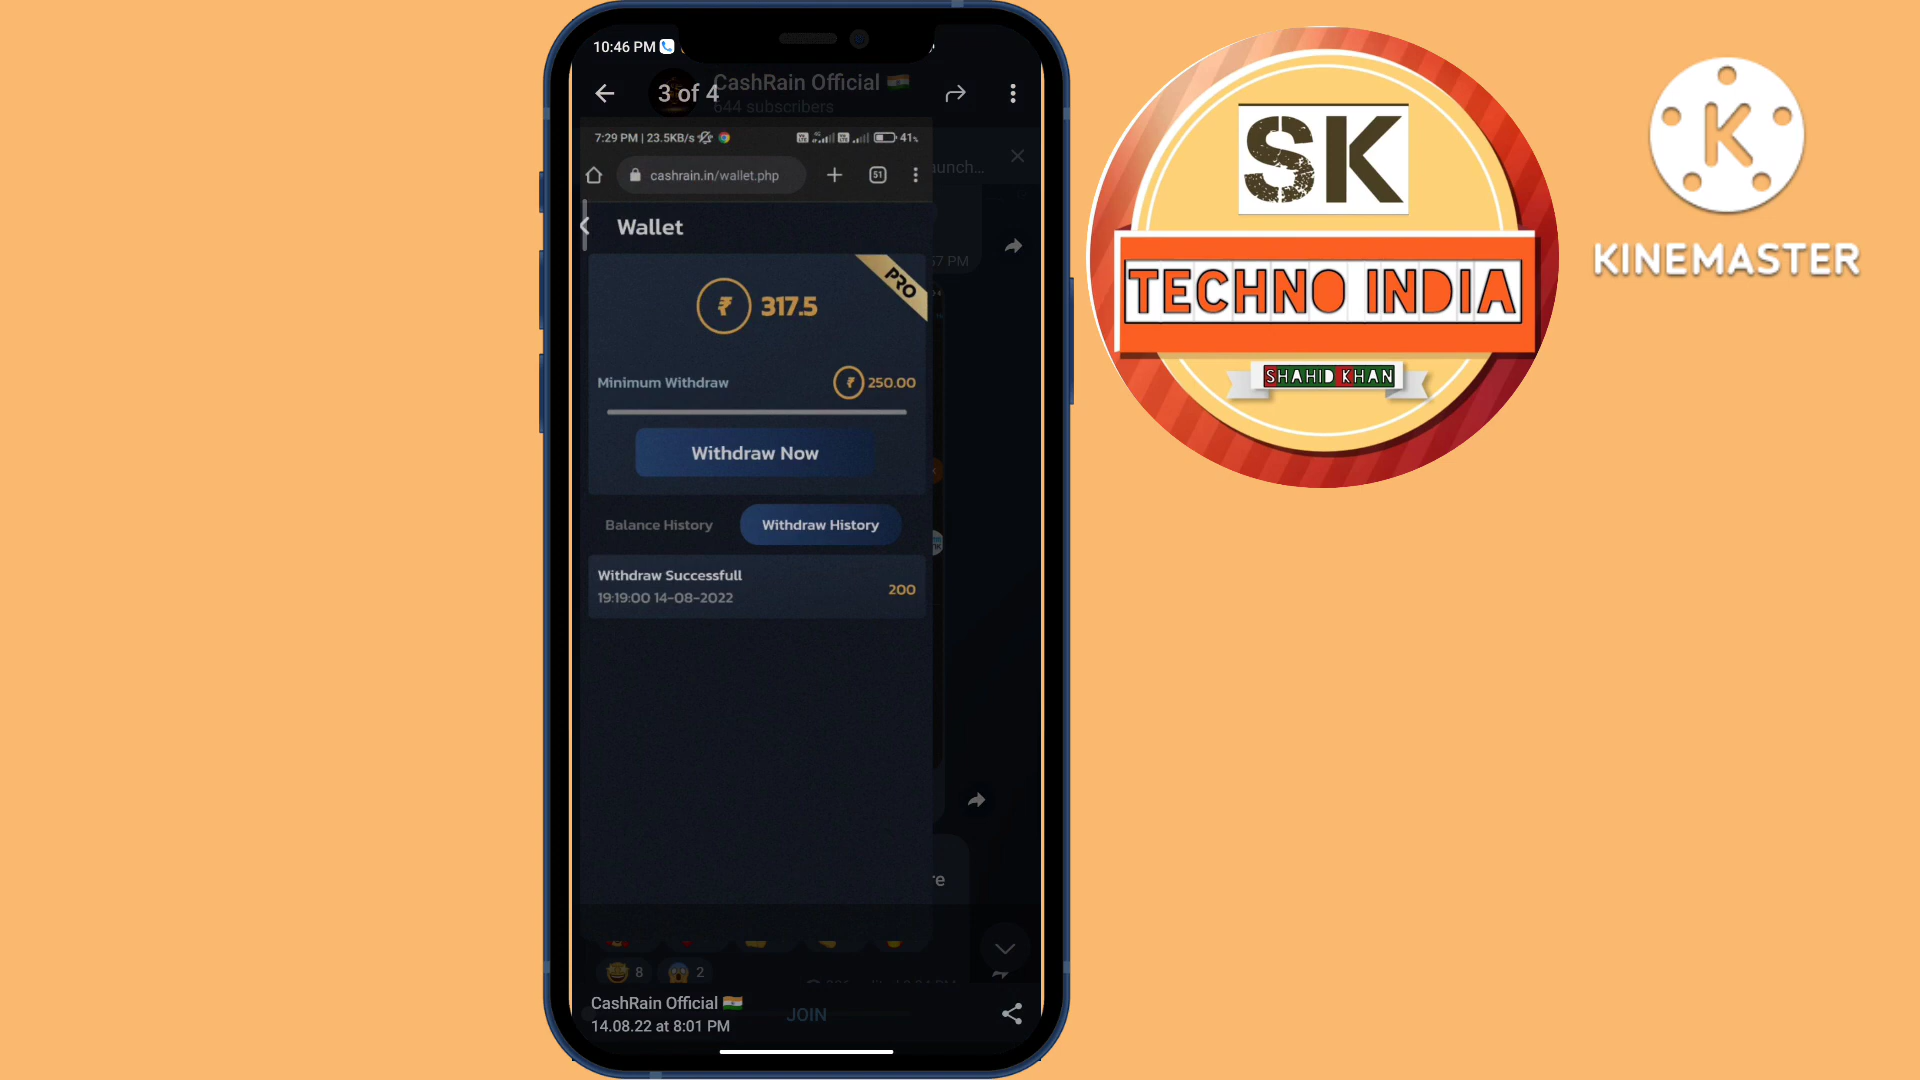 10:46 PM
CashRain Official
3 of 4
644 subscribers
7:29 PM | 23.5KB/s
41%
cashrain.in/wallet.php
51
Wallet
PRO
₹ 317.5
Minimum Withdraw
₹ 250.00
Withdraw Now
Balance History
Withdraw History
Withdraw Successfull
19:19:00 14-08-2022
200
8
2
CashRain Official
14.08.22 at 8:01 PM
JOIN
SK
TECHNO INDIA
SHAHID KHAN
K
KINEMASTER